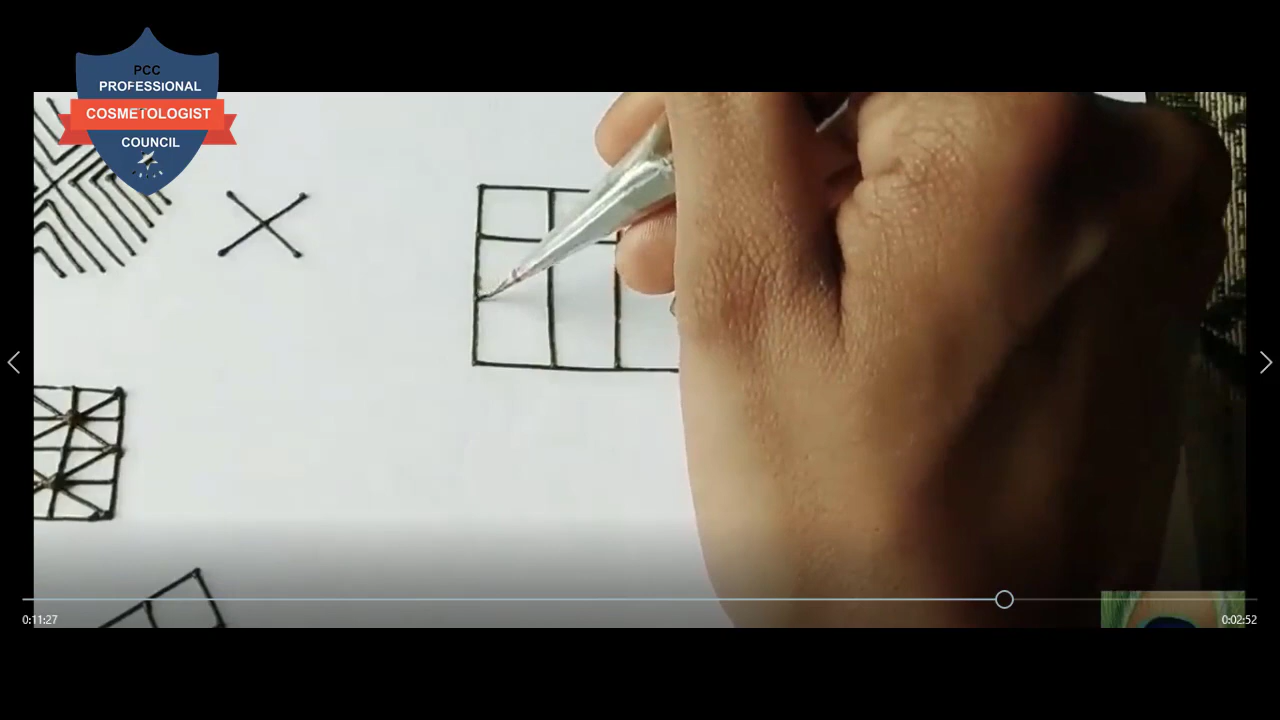 PCC
PROFESSIONAL
COSMETOLOGIST
COUNCIL
0:11:27
0:02:52